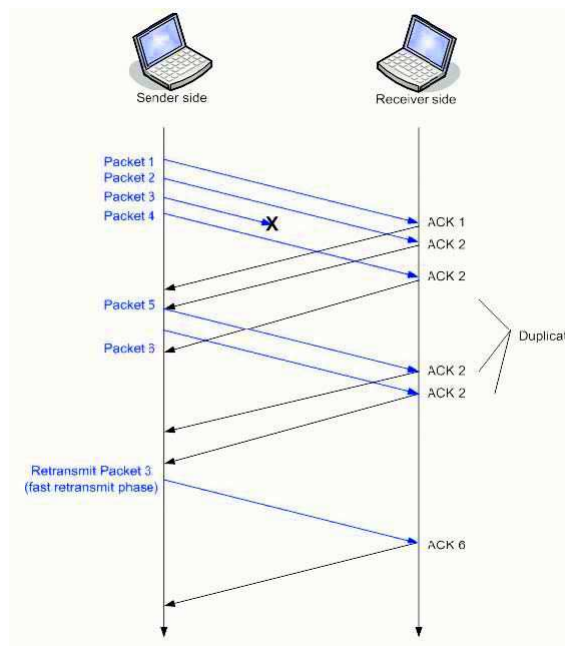 Sender side
Receiver side
Packet 1
Packet 2
Packet 3
Packet 4
X
ACK 1
ACK 2
ACK 2
Packet 5
Packet 6
Duplicat
ACK 2
ACK 2
Retransmit Packet 3
(fast retransmit phase)
ACK 6